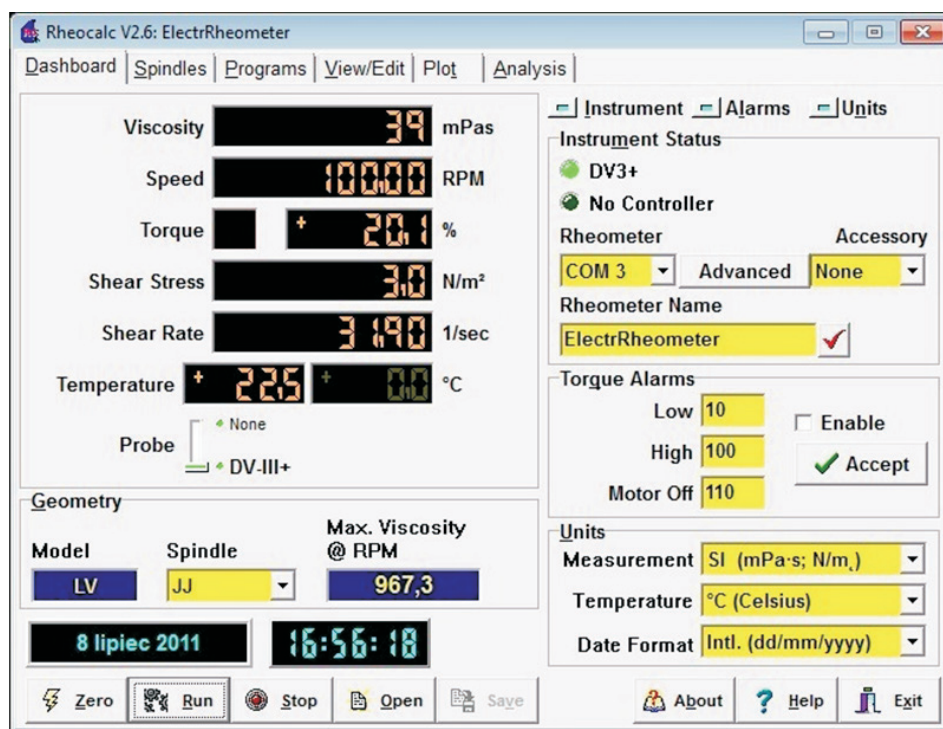 Rheocalc V2.6: ElectrRheometer
Dashboard Spindles Programs View/Edit Plot Analysis
Viscosity 39 mPas
Speed 100,00 RPM
Torque + 20,1 %
Shear Stress 3,0 N/m²
Shear Rate 31,90 1/sec
Temperature + 22,5 + 0,0 °C
Probe
None
DV-III+
Geometry
Model Spindle Max. Viscosity
@ RPM
LV JJ 967,3
8 lipiec 2011 16:56:18
Instrument Alarms Units
Instrument Status
DV3+
No Controller
Rheometer Accessory
COM 3 Advanced None
Rheometer Name
ElectrRheometer
Torque Alarms
Low 10
Enable
High 100
Accept
Motor Off 110
Units
Measurement SI (mPa·s; N/m
Temperature °C (Celsius)
Date Format Intl. (dd/mm/yyyy)
Zero Run Stop Open Save About Help Exit